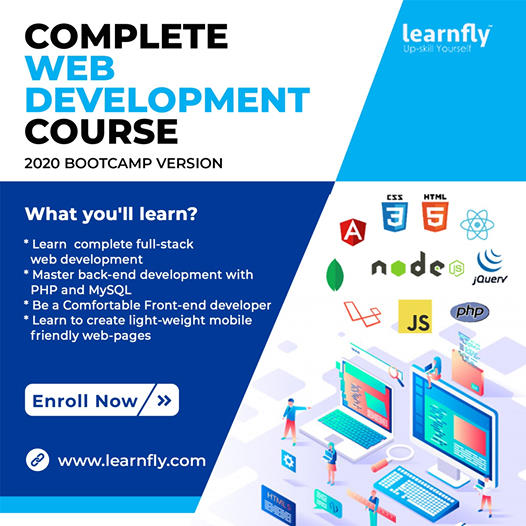 COMPLETE
WEB
DEVELOPMENT
COURSE
2020 BOOTCAMP VERSION
learnfly™
Up-skill Yourself
What you'll learn?
* Learn complete full-stack
web development
* Master back-end development with
PHP and MySQL
* Be a Comfortable Front-end developer
* Learn to create light-weight mobile
friendly web-pages
Enroll Now
www.learnfly.com
CSS
3
HTML
5
A
node
JS
jQuery
JS
php
HTML5